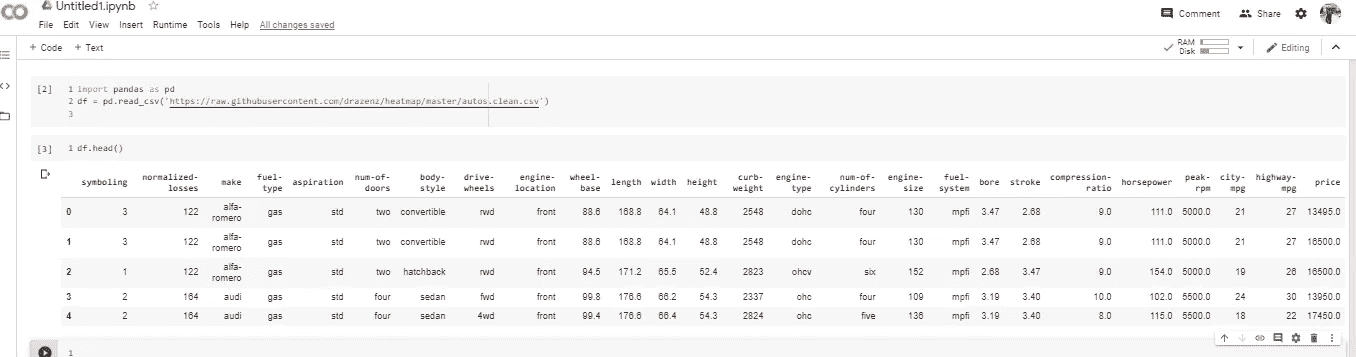 Untitled1.ipynb
File Edit View Insert Runtime Tools Help All changes saved
Comment Share
+ Code + Text
RAM
Disk
Editing
[2] 1 import pandas as pd
2 df = pd.read_csv('https://raw.githubusercontent.com/drazenz/heatmap/master/autos.clean.csv')
3
[3] 1 df.head()
symboling normalized-losses make fuel-type aspiration num-of-doors body-style drive-wheels engine-location wheel-base length width height curb-weight engine-type num-of-cylinders engine-size fuel-system bore stroke compression-ratio horsepower peak-rpm city-mpg highway-mpg price
0 3 122 alfa-romero gas std two convertible rwd front 88.6 168.8 64.1 48.8 2548 dohc four 130 mpfi 3.47 2.68 9.0 111.0 5000.0 21 27 13495.0
1 3 122 alfa-romero gas std two convertible rwd front 88.6 168.8 64.1 48.8 2548 dohc four 130 mpfi 3.47 2.68 9.0 111.0 5000.0 21 27 16500.0
2 1 122 alfa-romero gas std two hatchback rwd front 94.5 171.2 65.5 52.4 2823 ohcv six 152 mpfi 2.68 3.47 9.0 154.0 5000.0 19 26 16500.0
3 2 164 audi gas std four sedan fwd front 99.8 176.6 66.2 54.3 2337 ohc four 109 mpfi 3.19 3.40 10.0 102.0 5500.0 24 30 13950.0
4 2 164 audi gas std four sedan 4wd front 99.4 176.6 66.4 54.3 2824 ohc five 136 mpfi 3.19 3.40 8.0 115.0 5500.0 18 22 17450.0
1